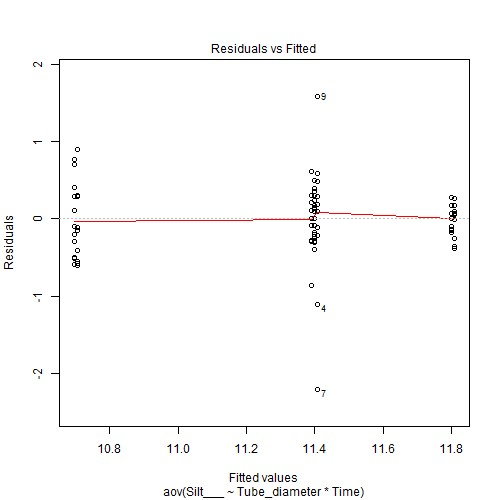 Residuals vs Fitted
2
1
0
-1
-2
Residuals
9
4
7
10.8 11.0 11.2 11.4 11.6 11.8
Fitted values
aov(Silt___ ~ Tube_diameter * Time)